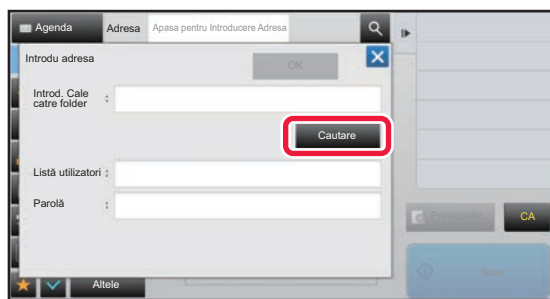 Agenda
Adresa
Apasa pentru Introducere Adresa
Introdu adresa
OK
Introd. Cale
catre folder :
Cautare
Listă utilizatori :
Parolă :
CA
Start
Altele